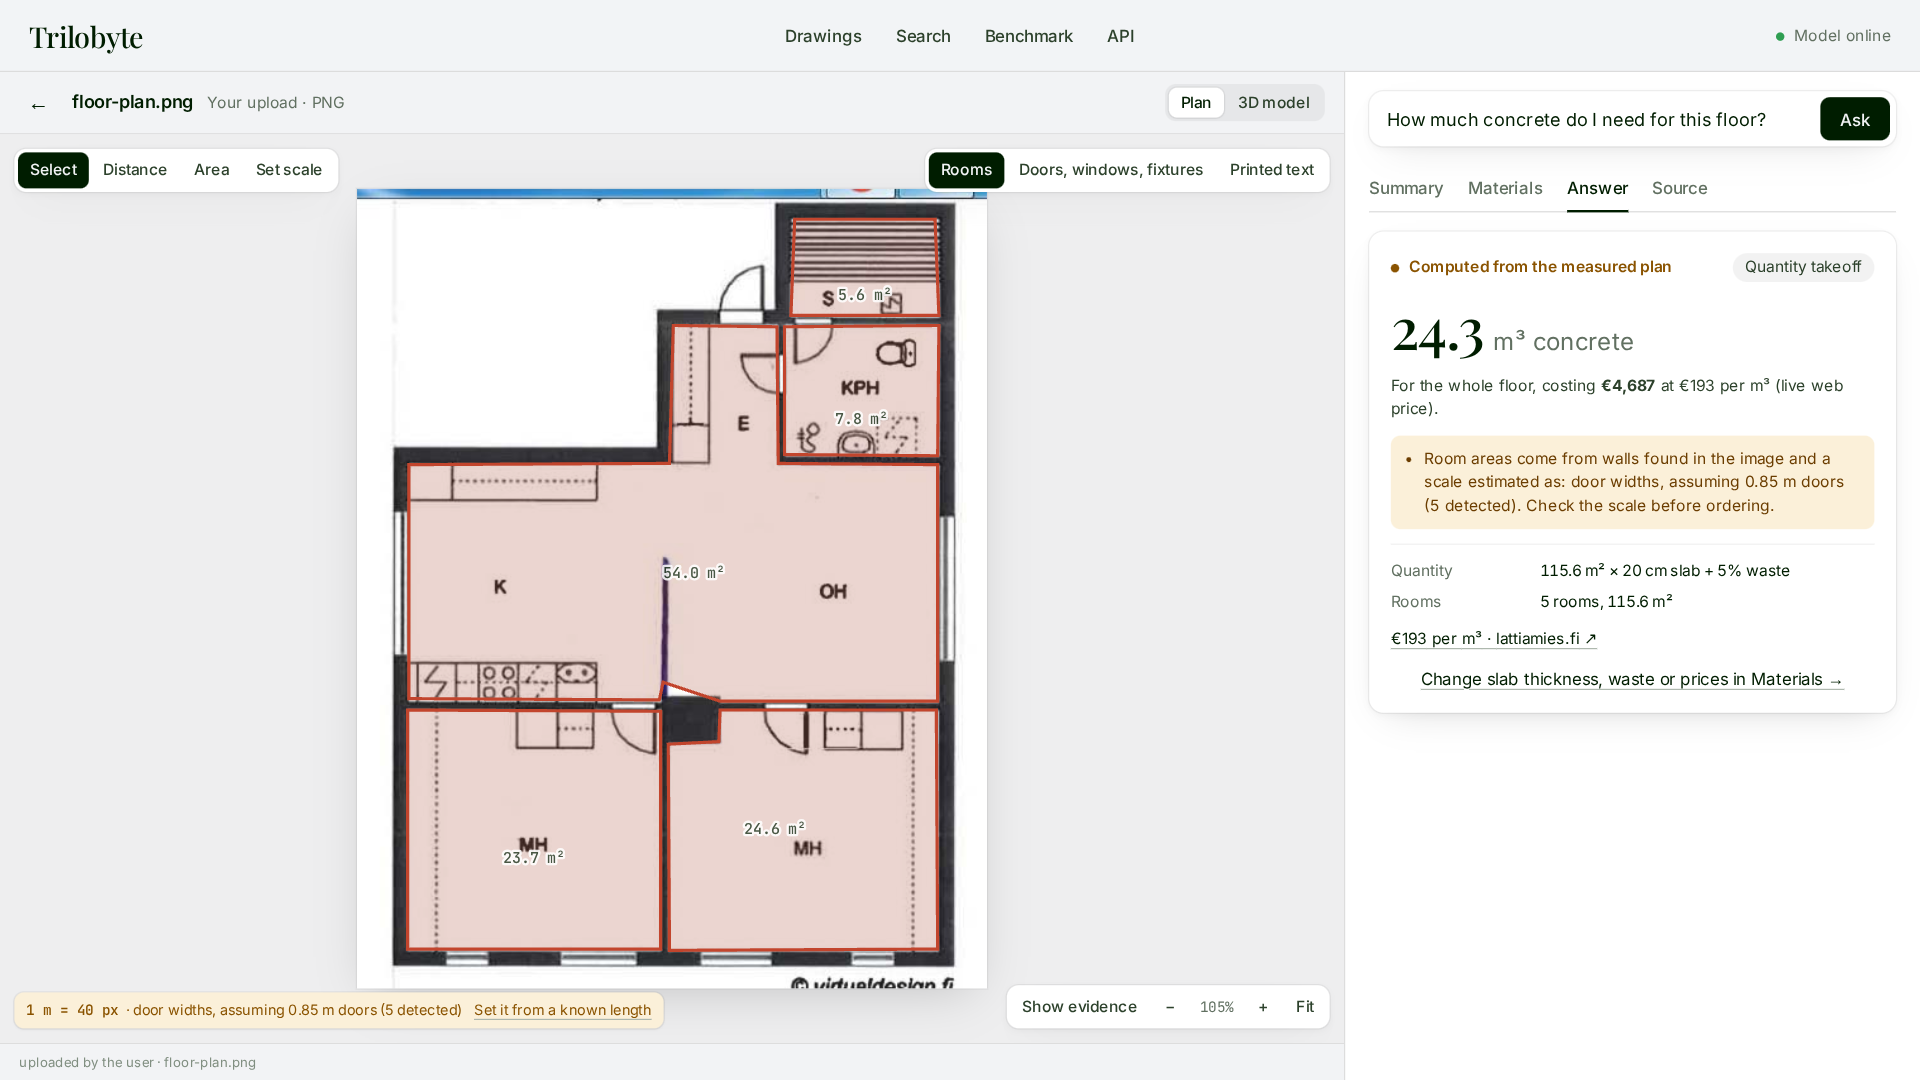 Trilobyte
Drawings Search Benchmark API
Model online
← floor-plan.png Your upload · PNG
Plan 3D model
Select Distance Area Set scale
Rooms Doors, windows, fixtures Printed text
S 5.6 m²
KPH
7.8 m²
E
54.0 m²
K
OH
MH
23.7 m²
24.6 m²
MH
© virtualdesign.fi
1 m = 40 px · door widths, assuming 0.85 m doors (5 detected) Set it from a known length
Show evidence − 105% + Fit
uploaded by the user · floor-plan.png
How much concrete do I need for this floor? Ask
Summary Materials Answer Source
Computed from the measured plan Quantity takeoff
24.3 m³ concrete
For the whole floor, costing €4,687 at €193 per m³ (live web
price).
• Room areas come from walls found in the image and a
scale estimated as: door widths, assuming 0.85 m doors
(5 detected). Check the scale before ordering.
Quantity 115.6 m² × 20 cm slab + 5% waste
Rooms 5 rooms, 115.6 m²
€193 per m³ · lattiamies.fi ↗
Change slab thickness, waste or prices in Materials →